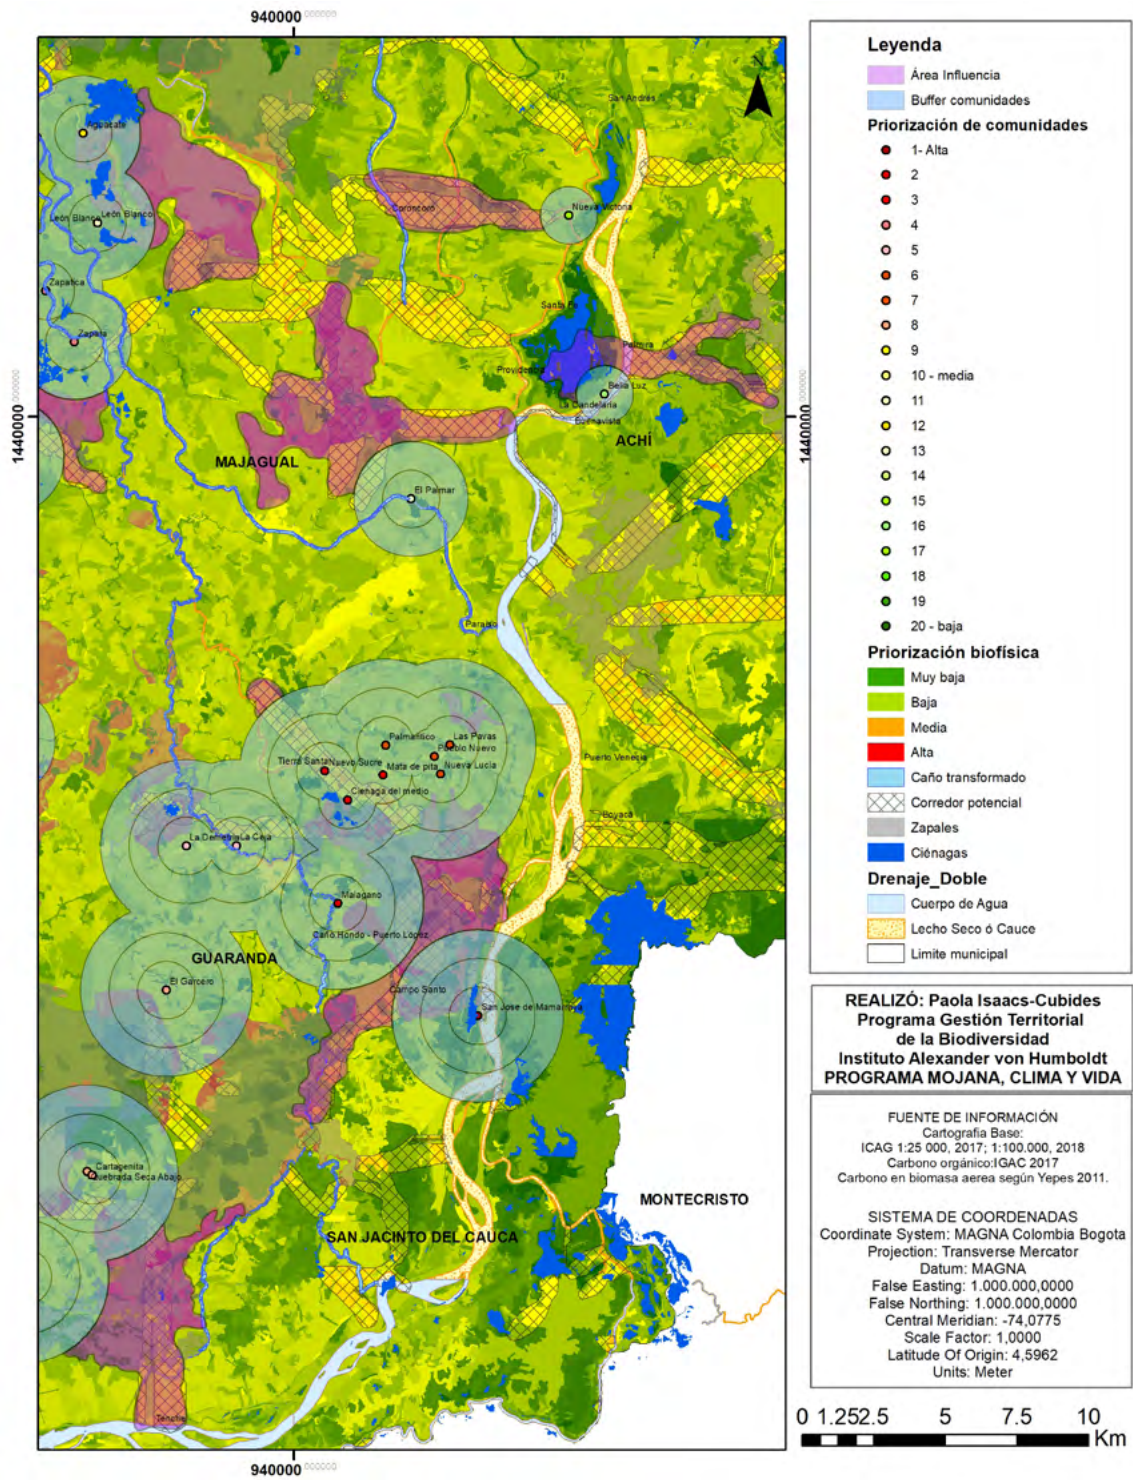 940000
1440000
1440000
940000
N
San Andrés
Aguacate
León Blanco
León Blanco
Coroncoro
Nueva Victoria
Zapatica
Zapata
Santa Fe
Palmira
Providencia
Bella Luz
La Candelaria
Buenavista
ACHÍ
MAJAGUAL
El Palmar
Paraíso
Palmarisco
Las Pavas
Pueblo Nuevo
Tierra Santa
Nuevo Sucre
Mata de pita
Nueva Lucía
Cienaga del medio
Puerto Venecia
Boyacá
La Ceja
Malagano
Caño Hondo - Puerto López
GUARANDA
El Garcero
Campo Santo
Cartagenita
Quebrada Seca Abajo
MONTECRISTO
SAN JACINTO DEL CAUCA
Tenche
Leyenda
Área Influencia
Buffer comunidades
Priorización de comunidades
1- Alta
2
3
4
5
6
7
8
9
10 - media
11
12
13
14
15
16
17
18
19
20 - baja
Priorización biofísica
Muy baja
Baja
Media
Alta
Caño transformado
Corredor potencial
Zapales
Ciénagas
Drenaje_Doble
Cuerpo de Agua
Lecho Seco ó Cauce
Limite municipal
REALIZÓ: Paola Isaacs-Cubides
Programa Gestión Territorial
de la Biodiversidad
Instituto Alexander von Humboldt
PROGRAMA MOJANA, CLIMA Y VIDA
FUENTE DE INFORMACIÓN
Cartografia Base:
ICAG 1:25 000, 2017; 1:100.000, 2018
Carbono orgánico:IGAC 2017
Carbono en biomasa aerea según Yepes 2011.
SISTEMA DE COORDENADAS
Coordinate System: MAGNA Colombia Bogota
Projection: Transverse Mercator
Datum: MAGNA
False Easting: 1.000.000,0000
False Northing: 1.000.000,0000
Central Meridian: -74,0775
Scale Factor: 1,0000
Latitude Of Origin: 4,5962
Units: Meter
0 1.252.5 5 7.5 10
Km